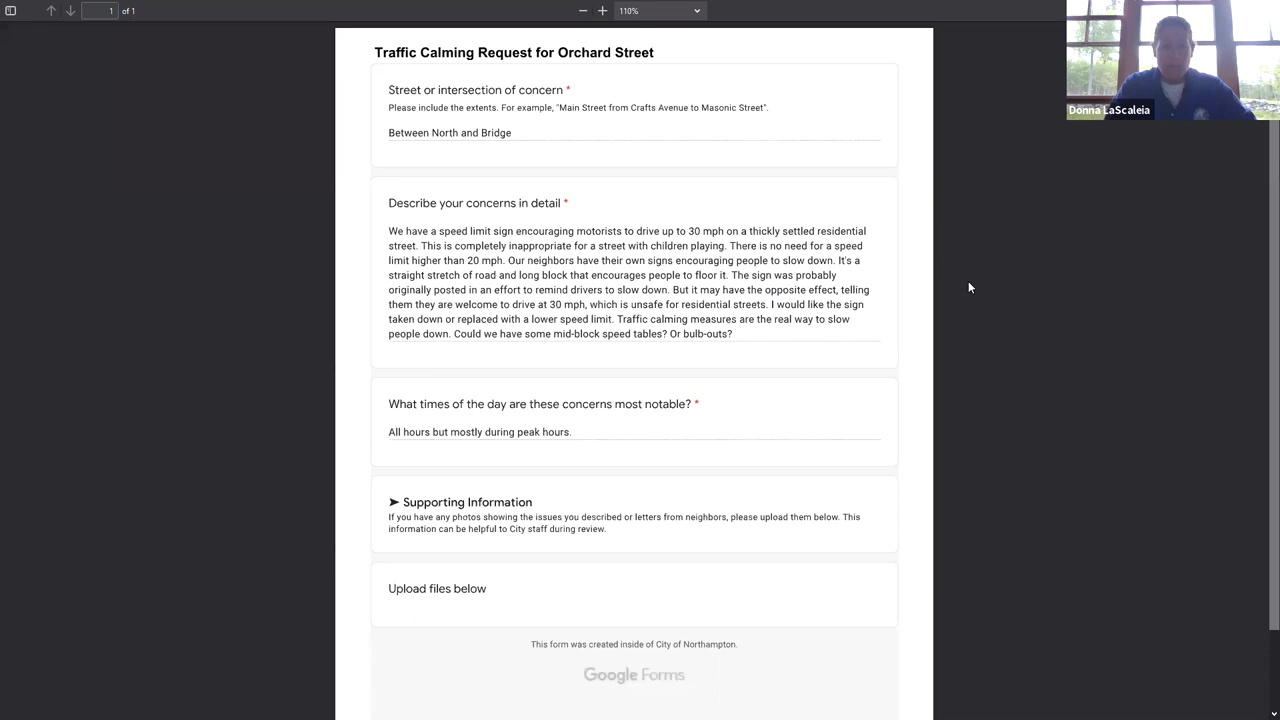 1 of 1
110%
Donna LaScaleia
Traffic Calming Request for Orchard Street
Street or intersection of concern *
Please include the extents. For example, "Main Street from Crafts Avenue to Masonic Street".
Between North and Bridge
Describe your concerns in detail *
We have a speed limit sign encouraging motorists to drive up to 30 mph on a thickly settled residential
street. This is completely inappropriate for a street with children playing. There is no need for a speed
limit higher than 20 mph. Our neighbors have their own signs encouraging people to slow down. It's a
straight stretch of road and long block that encourages people to floor it. The sign was probably
originally posted in an effort to remind drivers to slow down. But it may have the opposite effect, telling
them they are welcome to drive at 30 mph, which is unsafe for residential streets. I would like the sign
taken down or replaced with a lower speed limit. Traffic calming measures are the real way to slow
people down. Could we have some mid-block speed tables? Or bulb-outs?
What times of the day are these concerns most notable? *
All hours but mostly during peak hours.
➤ Supporting Information
If you have any photos showing the issues you described or letters from neighbors, please upload them below. This
information can be helpful to City staff during review.
Upload files below
This form was created inside of City of Northampton.
Google Forms